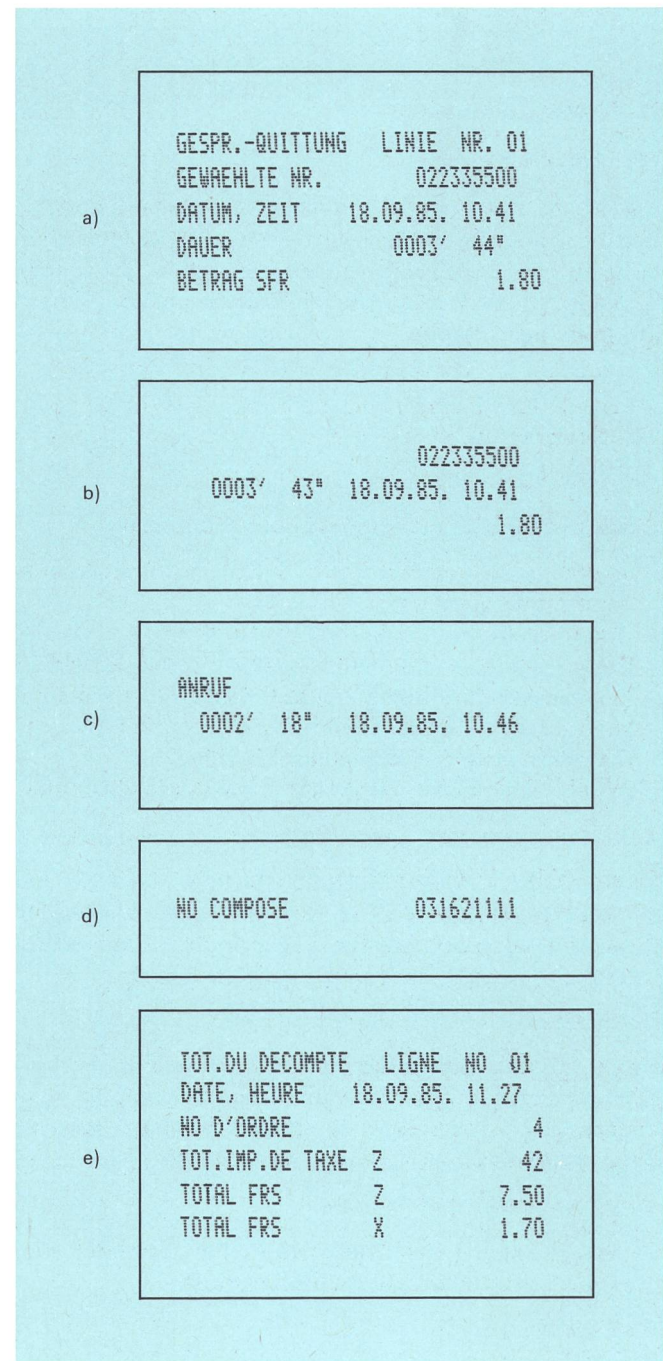 a)
GESPR.-QUITTUNG LINIE NR. 01
GEWAEHLTE NR. 022335500
DATUM, ZEIT 18.09.85. 10.41
DAUER 0003' 44"
BETRAG SFR 1.80
b)
022335500
0003' 43" 18.09.85. 10.41
1.80
c)
ANRUF
0002' 18" 18.09.85. 10.46
d)
NO COMPOSE 031621111
e)
TOT.DU DECOMPTE LIGNE NO 01
DATE, HEURE 18.09.85. 11.27
NO D'ORDRE 4
TOT.IMP.DE TAXE Z 42
TOTAL FRS Z 7.50
TOTAL FRS X 1.70